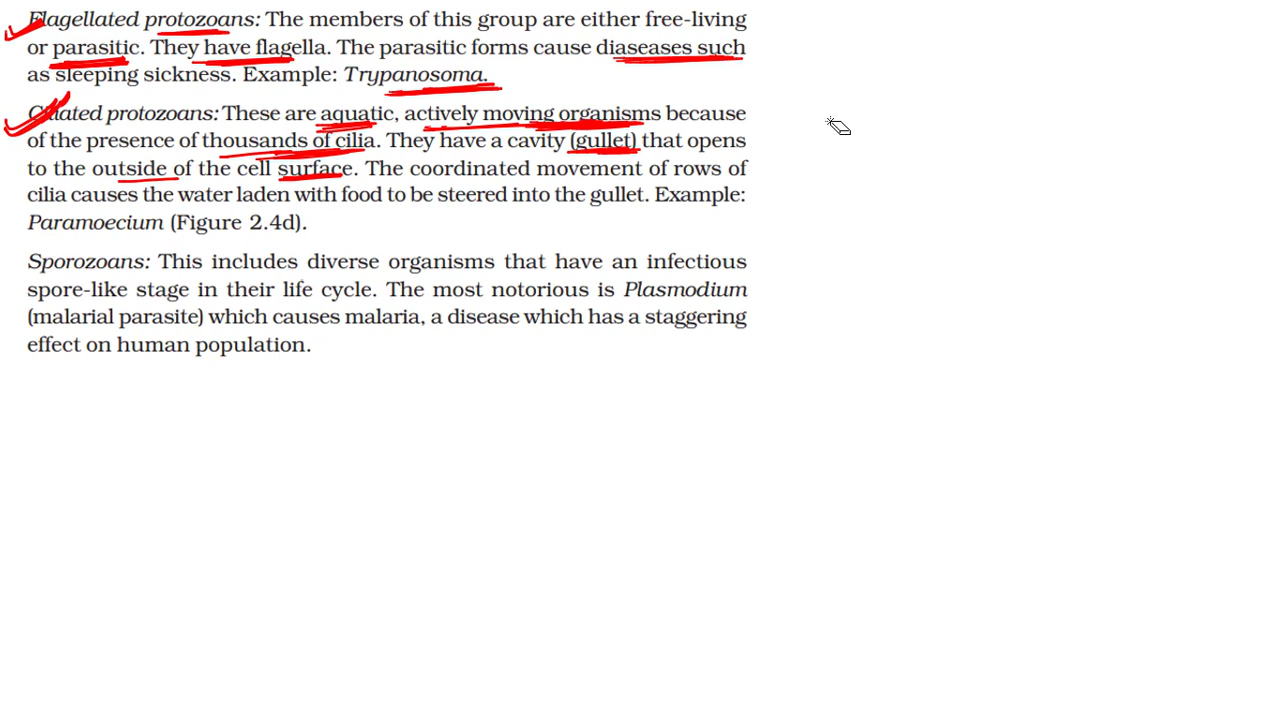 Flagellated protozoans: The members of this group are either free-living
or parasitic. They have flagella. The parasitic forms cause diaseases such
as sleeping sickness. Example: Trypanosoma.
Ciliated protozoans: These are aquatic, actively moving organisms because
of the presence of thousands of cilia. They have a cavity (gullet) that opens
to the outside of the cell surface. The coordinated movement of rows of
cilia causes the water laden with food to be steered into the gullet. Example:
Paramoecium (Figure 2.4d).
Sporozoans: This includes diverse organisms that have an infectious
spore-like stage in their life cycle. The most notorious is Plasmodium
(malarial parasite) which causes malaria, a disease which has a staggering
effect on human population.